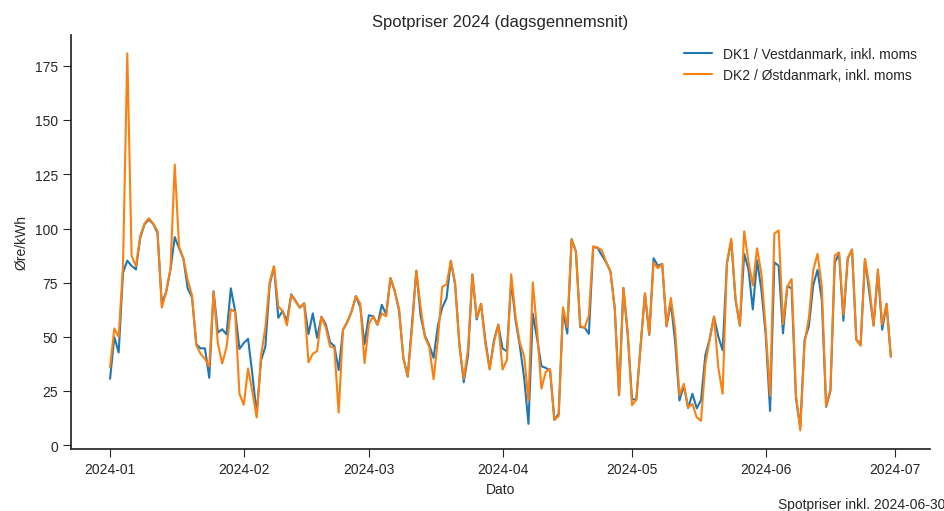 Spotpriser 2024 (dagsgennemsnit)
DK1 / Vestdanmark, inkl. moms
DK2 / Østdanmark, inkl. moms
Øre/kWh
175
150
125
100
75
50
25
0
2024-01
2024-02
2024-03
2024-04
2024-05
2024-06
2024-07
Dato
Spotpriser inkl. 2024-06-30